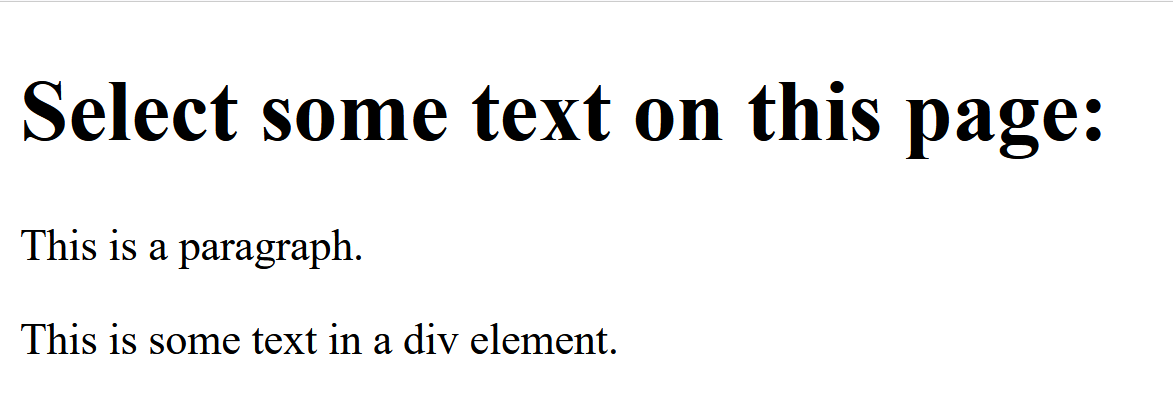 Select some text on this page:
This is a paragraph.
This is some text in a div element.